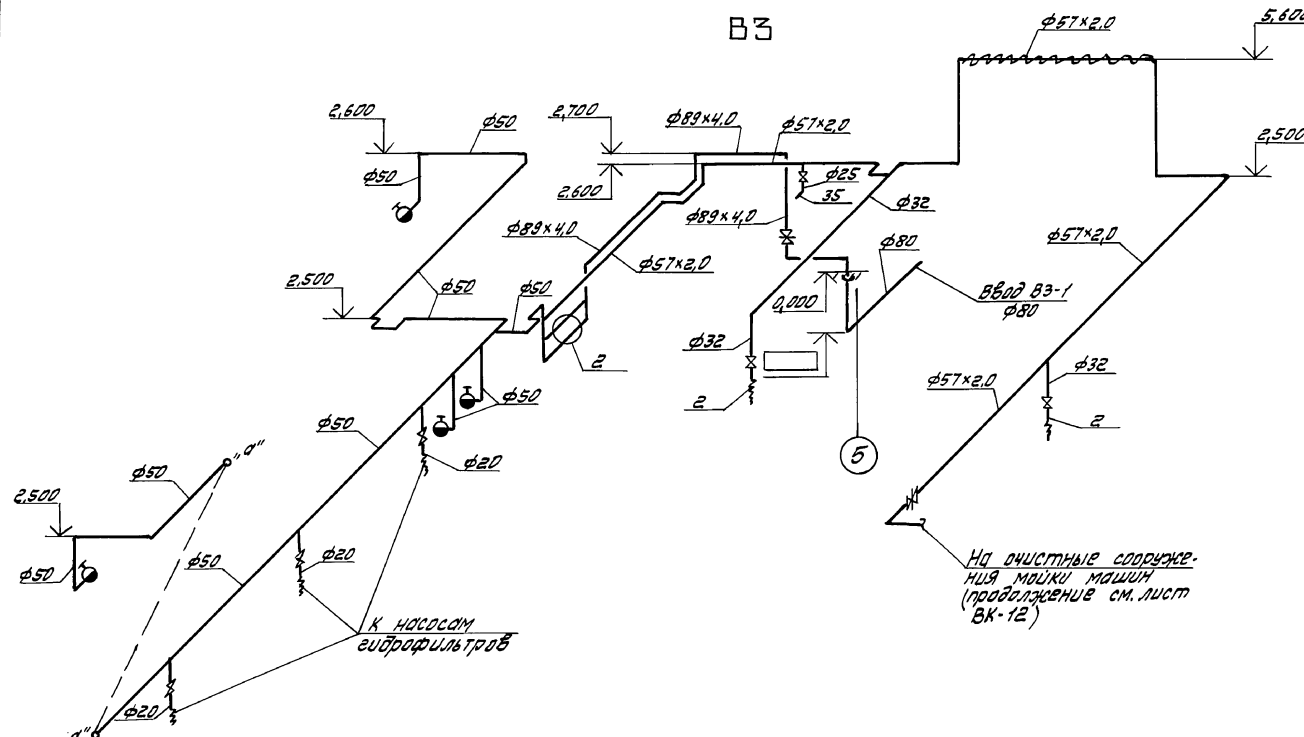 В3
ф57×2,0
5,600
2,600
ф50
2,700
ф89×4,0
ф57×2,0
2,500
ф50
2,600
ф25
35
ф32
ф89×4,0
ф89×4,0
ф80
ф57×2,0
ф57×2,0
2,500
ф50
ф50
0,000
Ввод В3-1
ф80
ф32
2
ф32
ф57×2,0
2
ф50
2
ф50
5
"а"
ф50
ф20
2,500
ф50
ф50
ф20
На очистные сооруже-
ния мойки машин
(продолжение см. лист
ВК-12)
К насосам
гидрофильтров
ф20